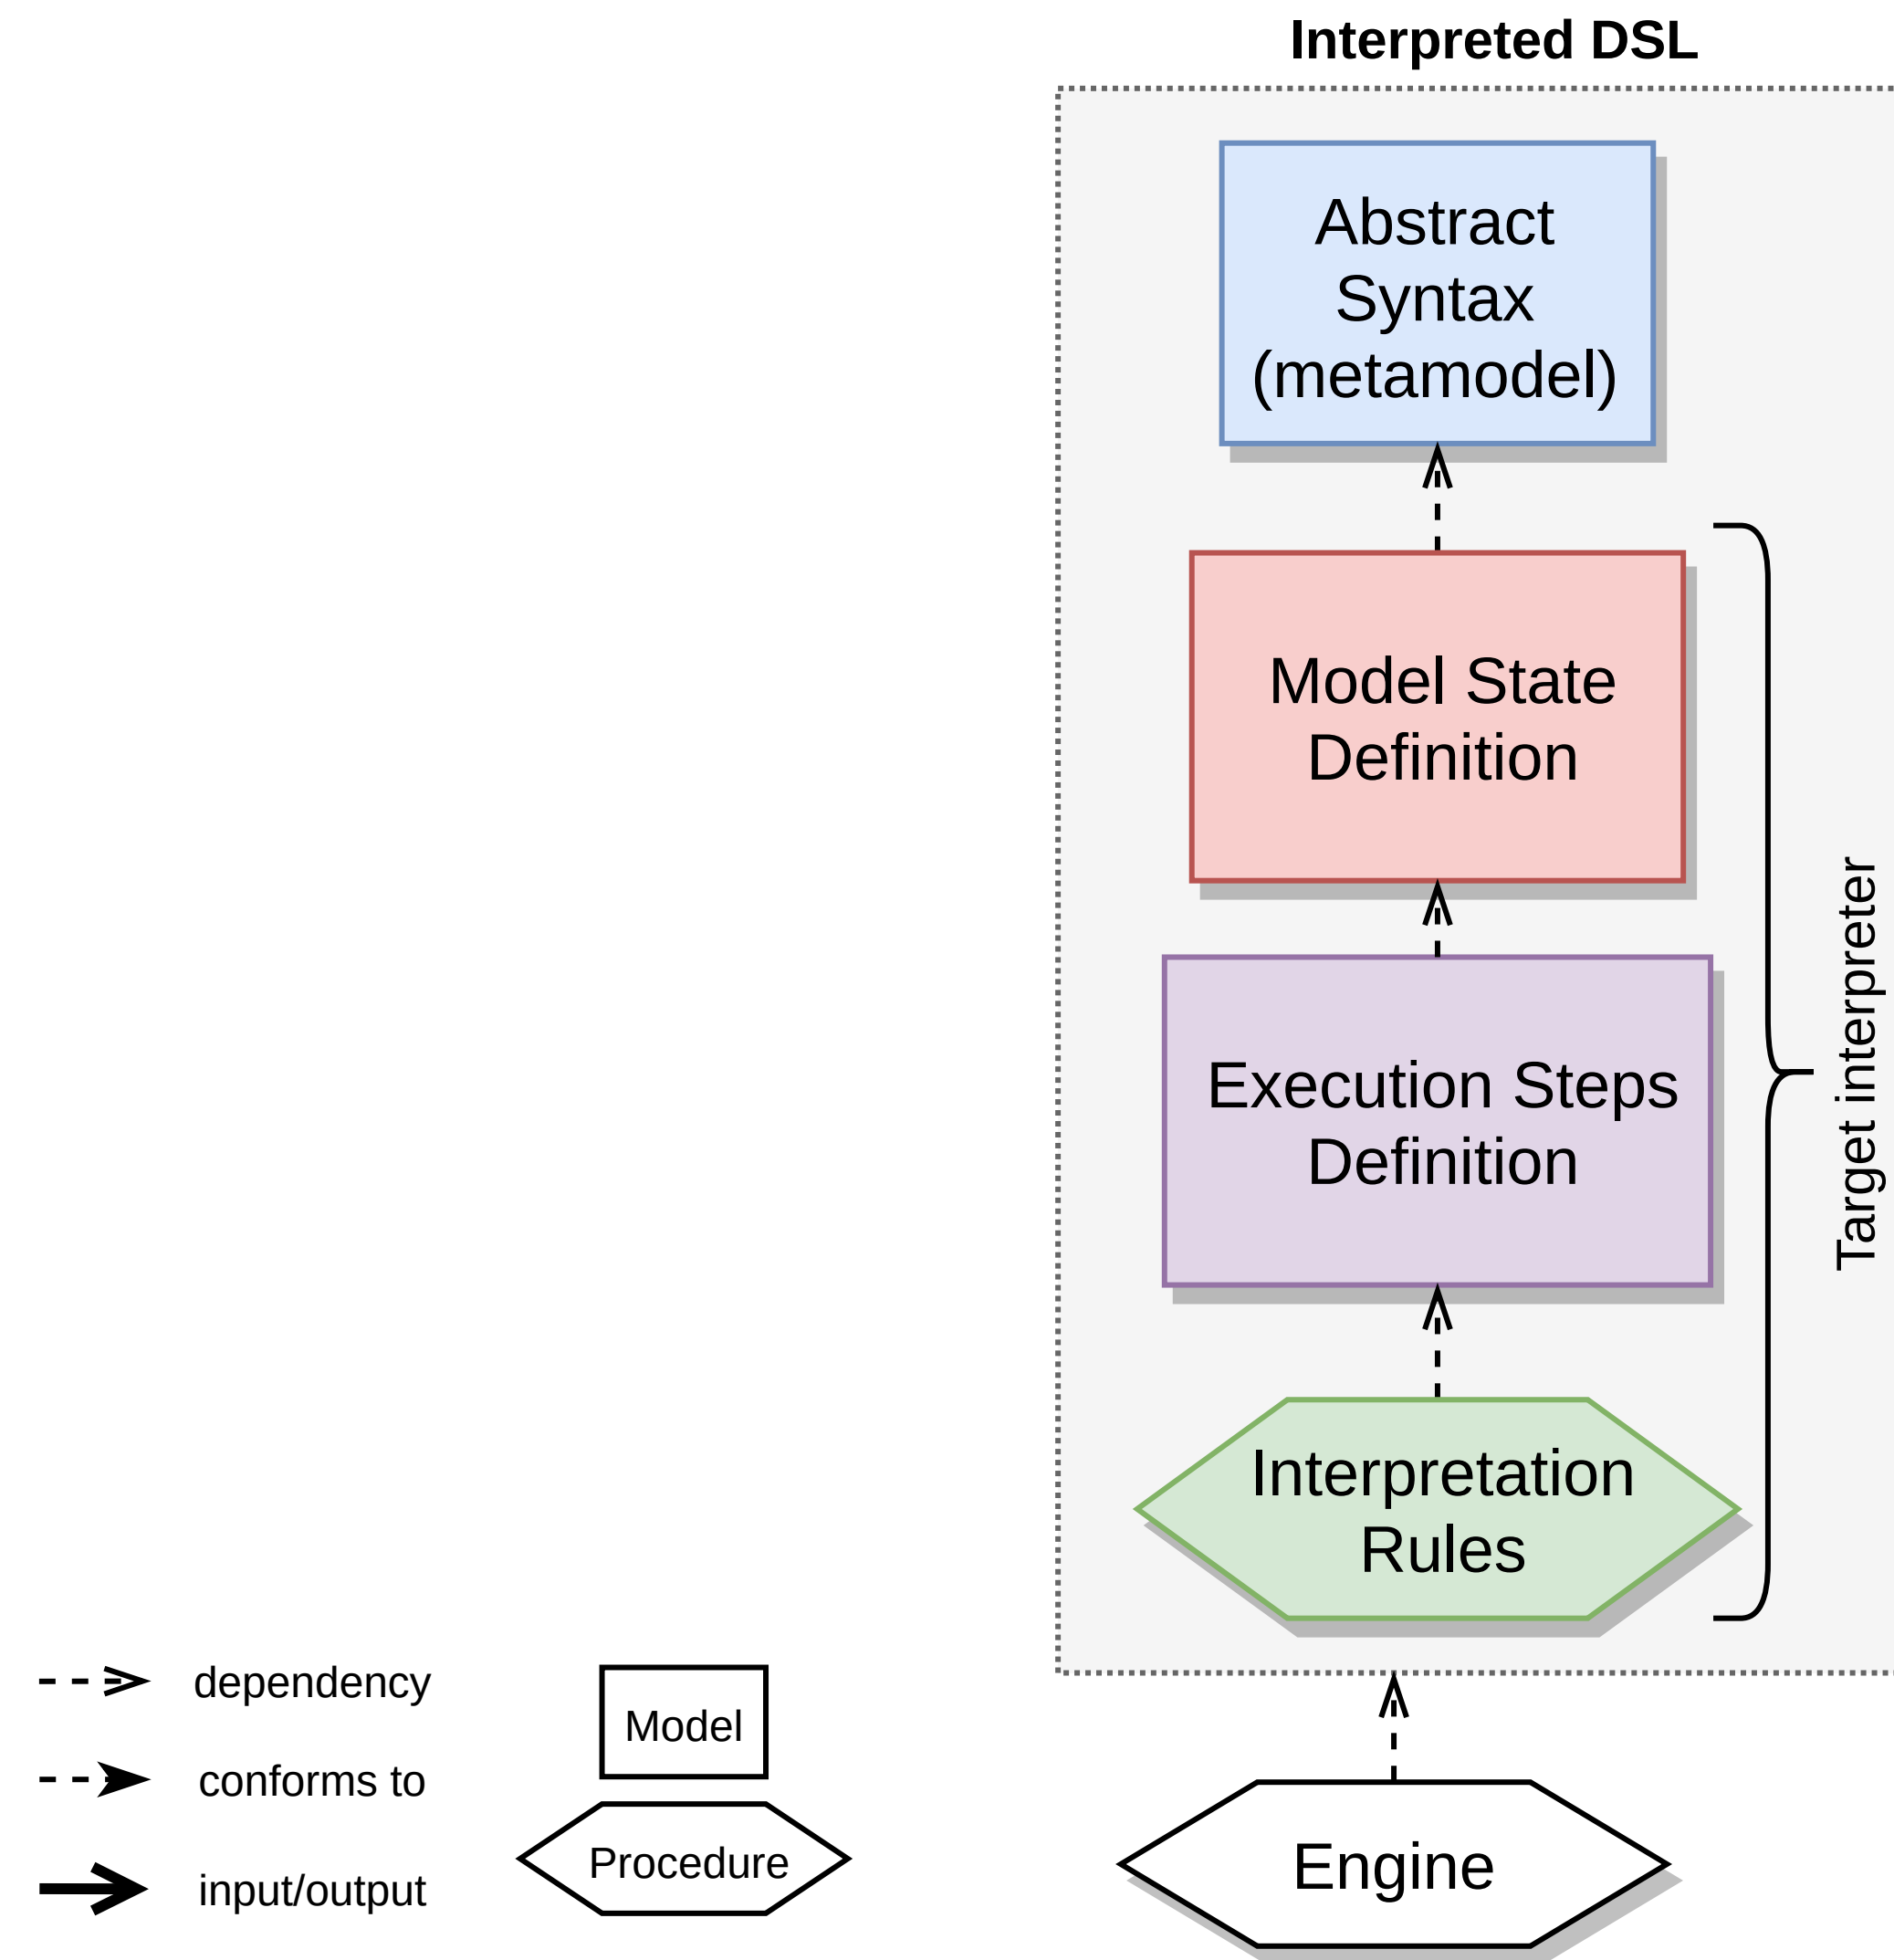 Interpreted DSL
Abstract
Syntax
(metamodel)
Model State
Definition
Execution Steps
Definition
Target interpreter
Interpretation
Rules
dependency
conforms to
input/output
Model
Procedure
Engine